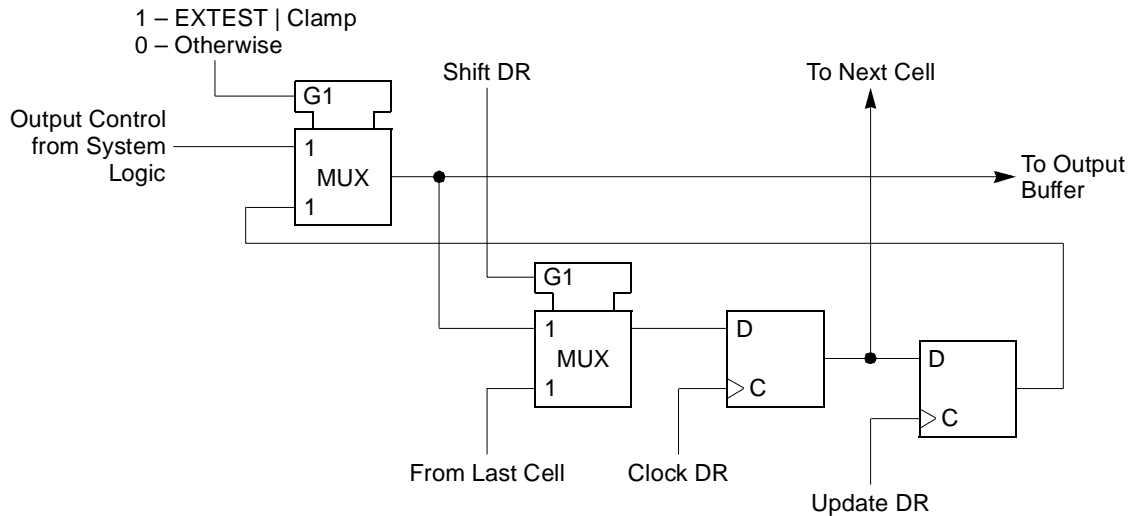 1 – EXTEST | Clamp
0 – Otherwise
Shift DR
To Next Cell
G1
Output Control
from System
Logic
1
MUX
1
To Output
Buffer
G1
1
MUX
1
D
C
D
C
From Last Cell
Clock DR
Update DR